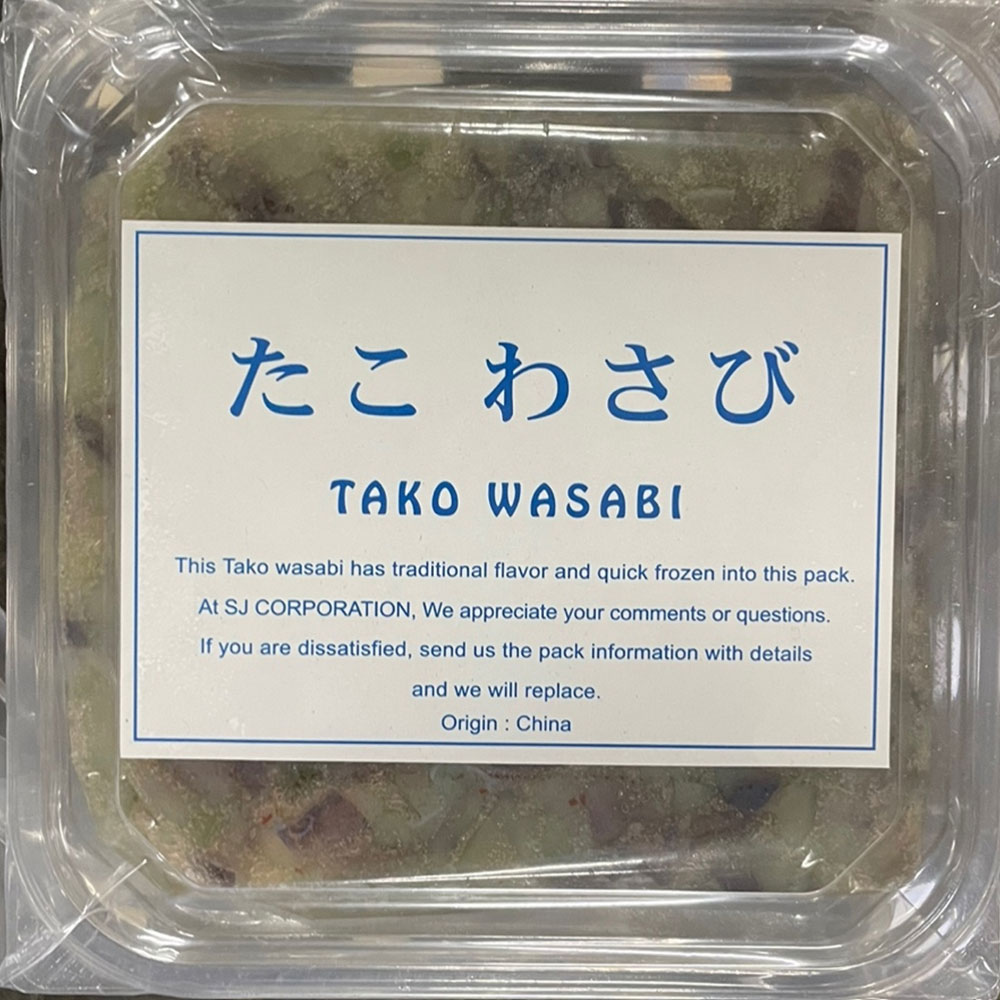 たこ わさび
TAKO WASABI
This Tako wasabi has traditional flavor and quick frozen into this pack.
At SJ CORPORATION, We appreciate your comments or questions.
If you are dissatisfied, send us the pack information with details
and we will replace.
Origin : China